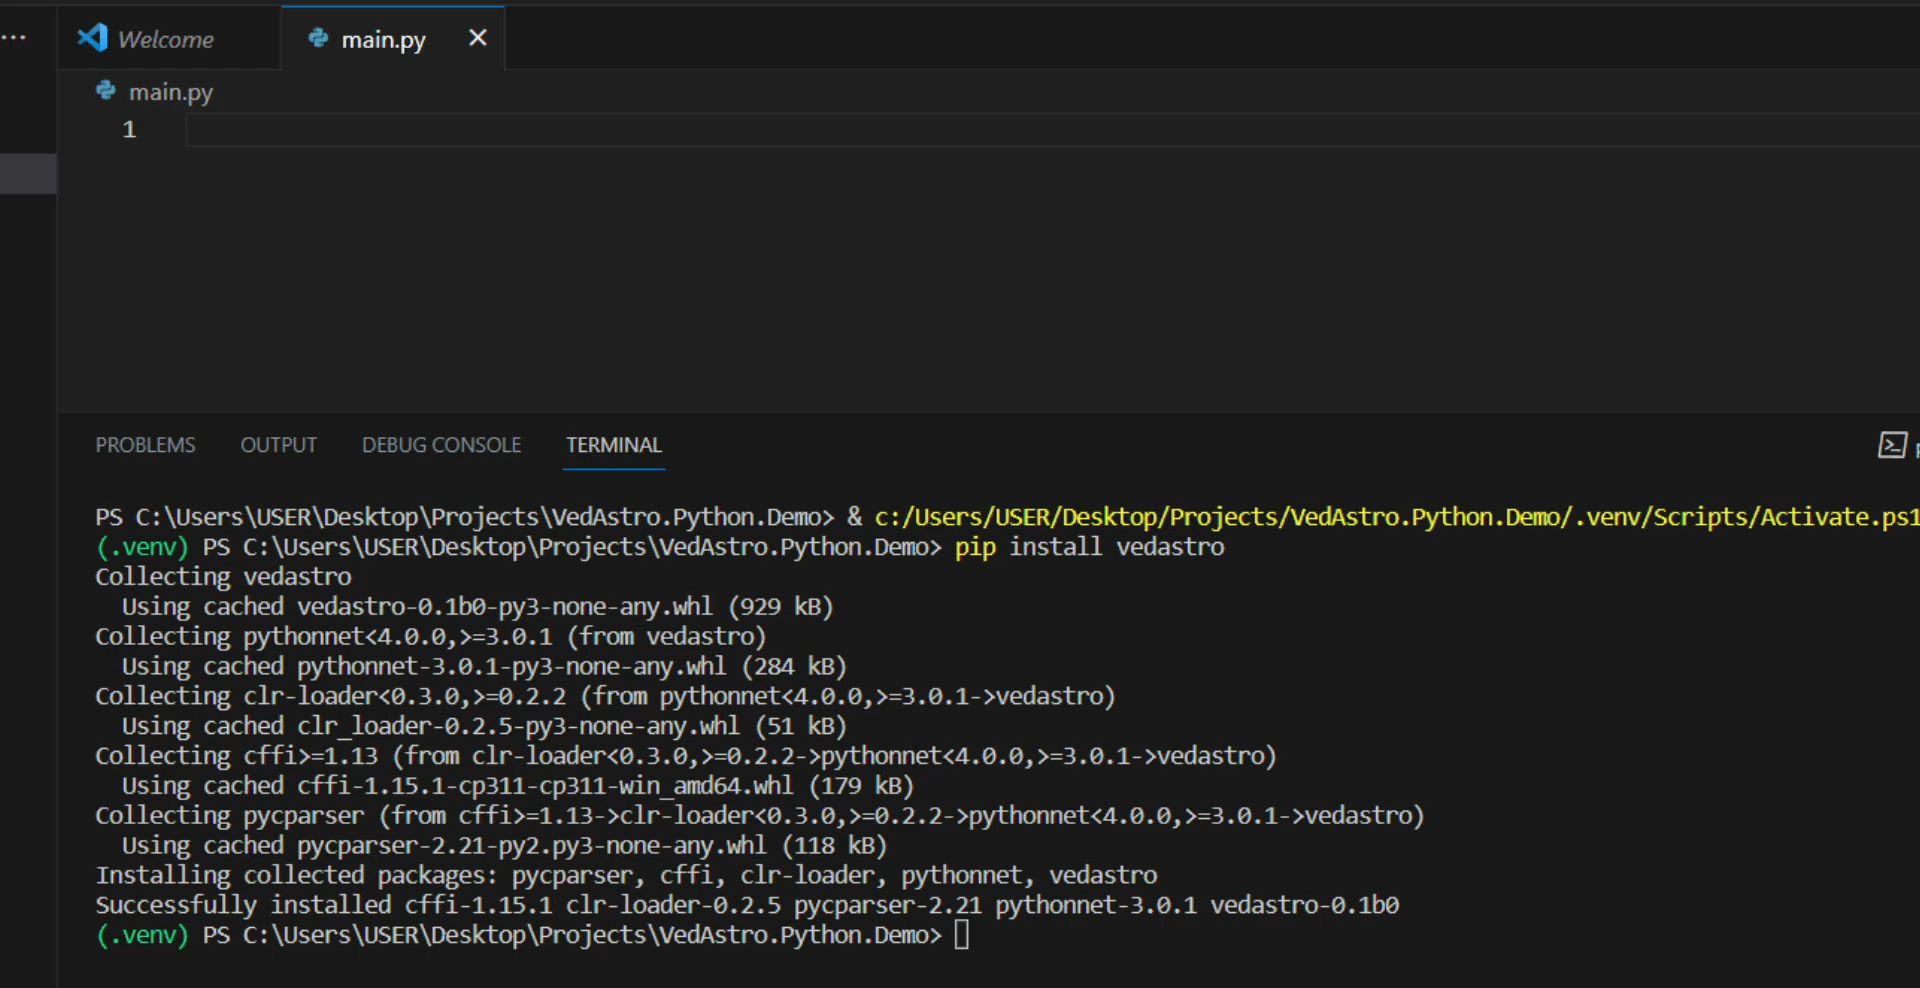 Welcome
main.py
main.py
1
PROBLEMS OUTPUT DEBUG CONSOLE TERMINAL
PS C:\Users\USER\Desktop\Projects\VedAstro.Python.Demo> & c:/Users/USER/Desktop/Projects/VedAstro.Python.Demo/.venv/Scripts/Activate.ps1
(.venv) PS C:\Users\USER\Desktop\Projects\VedAstro.Python.Demo> pip install vedastro
Collecting vedastro
Using cached vedastro-0.1b0-py3-none-any.whl (929 kB)
Collecting pythonnet<4.0.0,>=3.0.1 (from vedastro)
Using cached pythonnet-3.0.1-py3-none-any.whl (284 kB)
Collecting clr-loader<0.3.0,>=0.2.2 (from pythonnet<4.0.0,>=3.0.1->vedastro)
Using cached clr_loader-0.2.5-py3-none-any.whl (51 kB)
Collecting cffi>=1.13 (from clr-loader<0.3.0,>=0.2.2->pythonnet<4.0.0,>=3.0.1->vedastro)
Using cached cffi-1.15.1-cp311-cp311-win_amd64.whl (179 kB)
Collecting pycparser (from cffi>=1.13->clr-loader<0.3.0,>=0.2.2->pythonnet<4.0.0,>=3.0.1->vedastro)
Using cached pycparser-2.21-py2.py3-none-any.whl (118 kB)
Installing collected packages: pycparser, cffi, clr-loader, pythonnet, vedastro
Successfully installed cffi-1.15.1 clr-loader-0.2.5 pycparser-2.21 pythonnet-3.0.1 vedastro-0.1b0
(.venv) PS C:\Users\USER\Desktop\Projects\VedAstro.Python.Demo>